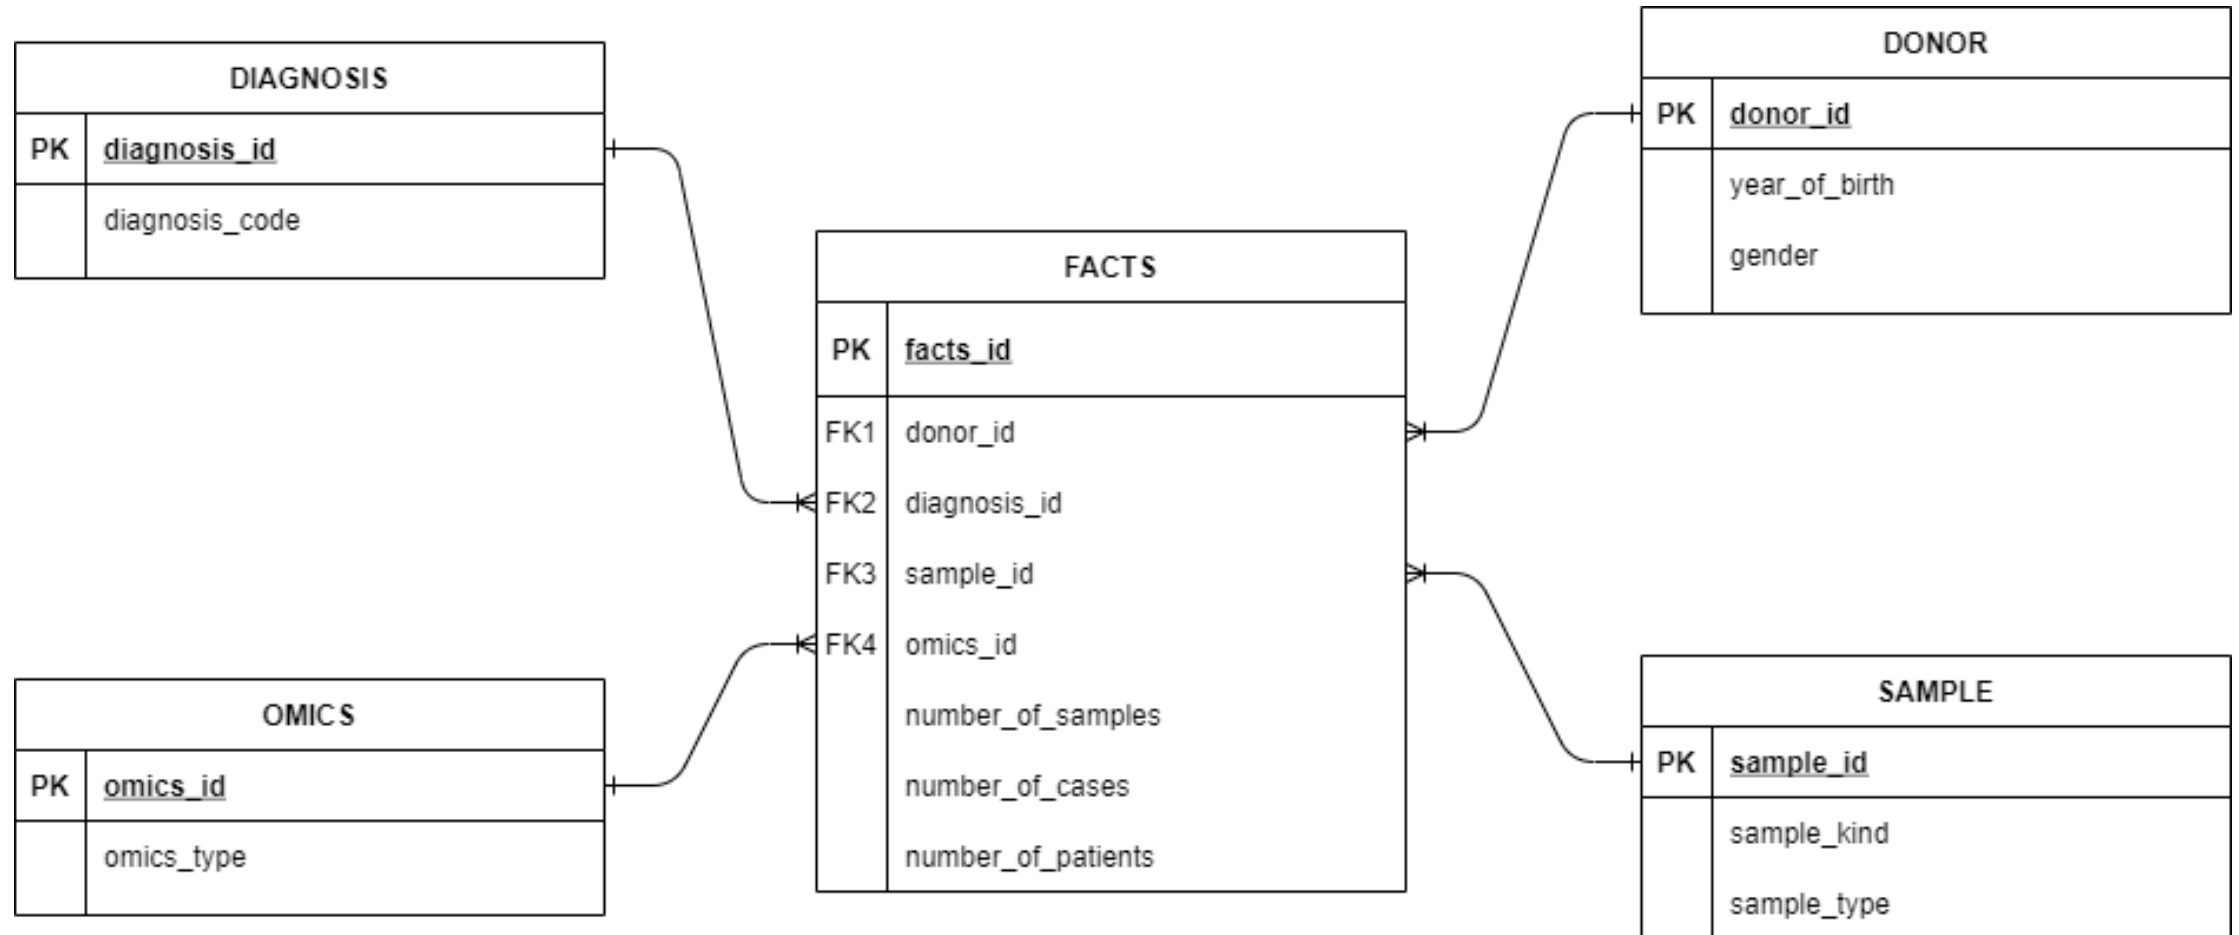 DIAGNOSIS
PK diagnosis_id
diagnosis_code
DONOR
PK donor_id
year_of_birth
gender
FACTS
PK facts_id
FK1 donor_id
FK2 diagnosis_id
FK3 sample_id
FK4 omics_id
number_of_samples
number_of_cases
number_of_patients
OMICS
PK omics_id
omics_type
SAMPLE
PK sample_id
sample_kind
sample_type